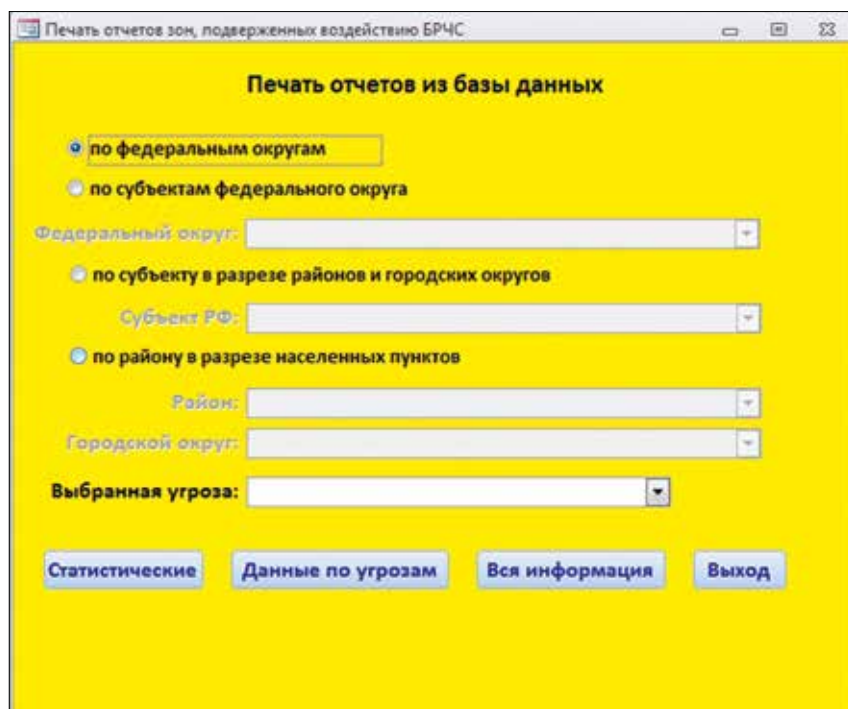 Печать отчетов зон, подверженных воздействию БРЧС
Печать отчетов из базы данных
по федеральным округам
по субъектам федерального округа
Федеральный округ:
по субъекту в разрезе районов и городских округов
Субъект РФ:
по району в разрезе населенных пунктов
Район:
Городской округ:
Выбранная угроза:
Статистические Данные по угрозам Вся информация Выход